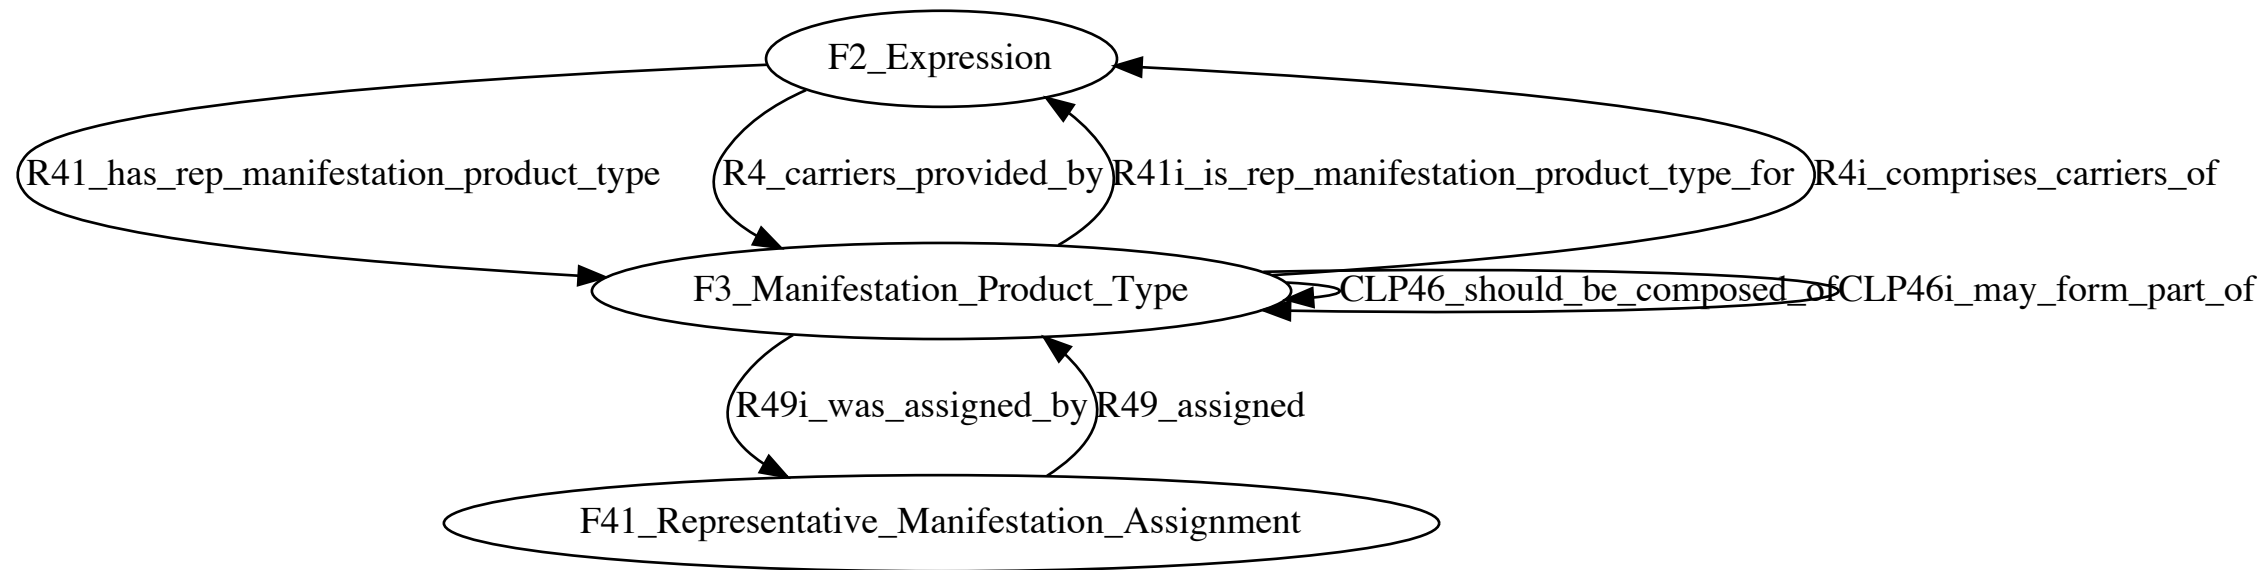 F2_Expression
R41_has_rep_manifestation_product_type
R4_carriers_provided_by
R41i_is_rep_manifestation_product_type_for
R4i_comprises_carriers_of
F3_Manifestation_Product_Type
CLP46_should_be_composed_of
CLP46i_may_form_part_of
R49i_was_assigned_by
R49_assigned
F41_Representative_Manifestation_Assignment